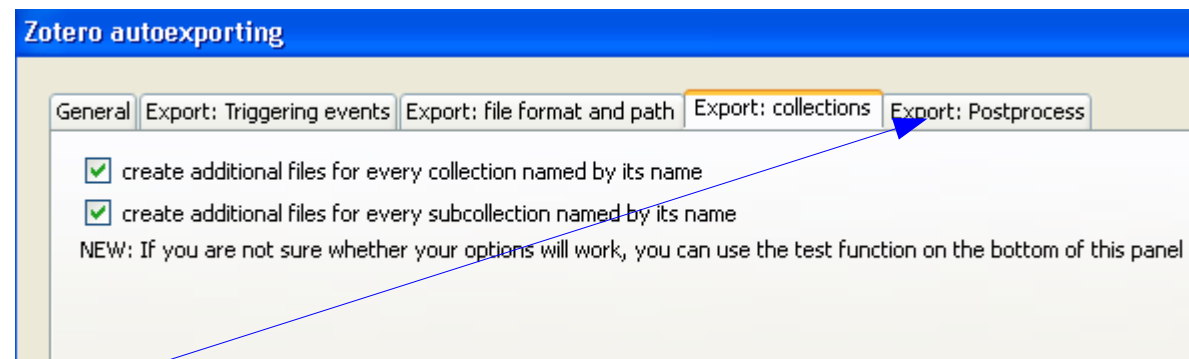 Zotero autoexporting
General Export: Triggering events Export: file format and path Export: collections Export: Postprocess
create additional files for every collection named by its name
create additional files for every subcollection named by its name
NEW: If you are not sure whether your options will work, you can use the test function on the bottom of this panel